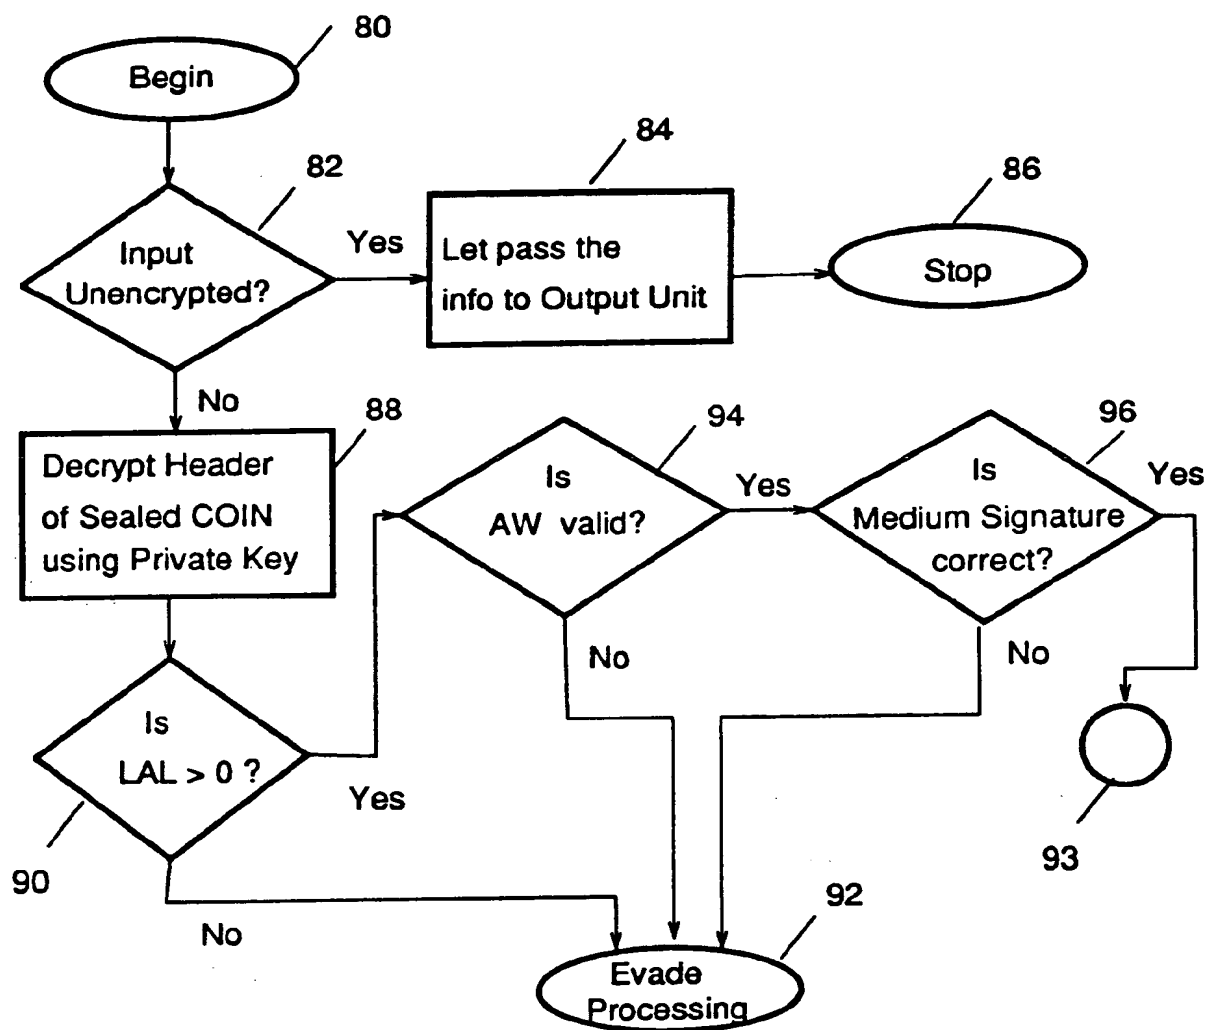 80
Begin
82
Input
Unencrypted?
Yes
84
Let pass the
info to Output Unit
86
Stop
No
88
Decrypt Header
of Sealed COIN
using Private Key
94
Is
AW valid?
Yes
96
Is
Medium Signature
correct?
Yes
Is
LAL > 0 ?
Yes
90
No
No
No
93
92
Evade
Processing